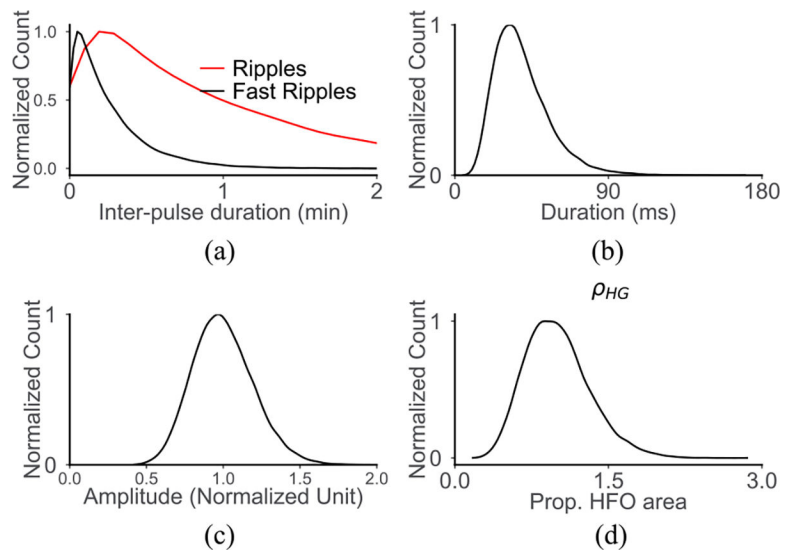 Normalized Count
1.0
0.5
0.0
Ripples
Fast Ripples
0
1
2
Inter-pulse duration (min)
(a)
Normalized Count
1
0
0
90
180
Duration (ms)
(b)
Normalized Count
1
0
0.0
0.5
1.0
1.5
2.0
Amplitude (Normalized Unit)
(c)
ρHG
Normalized Count
1
0
0.0
1.5
3.0
Prop. HFO area
(d)